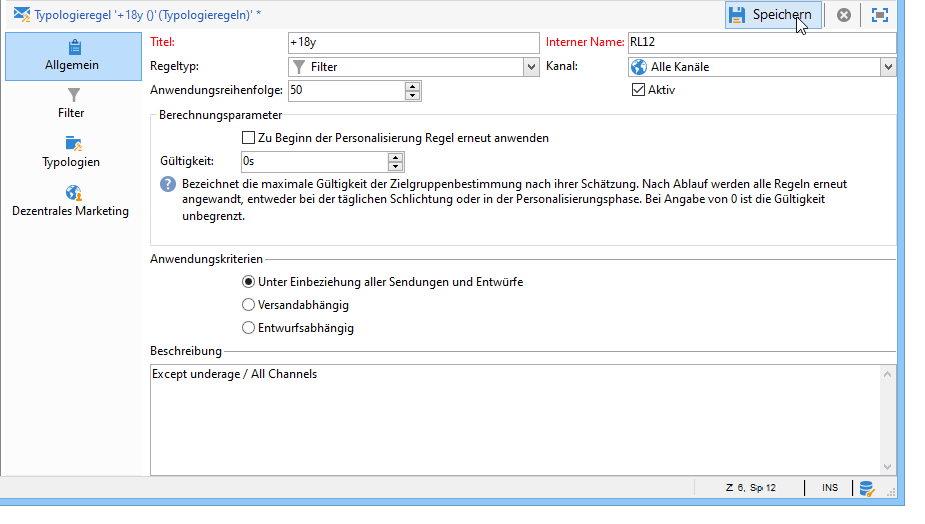 Typologieregel '+18y ()' (Typologieregeln)' *
Speichern
Allgemein
Filter
Typologien
Dezentrales Marketing
Titel: +18y Interner Name: RL12
Regeltyp: Filter Kanal: Alle Kanäle
Anwendungsreihenfolge: 50 Aktiv
Berechnungsparameter
Zu Beginn der Personalisierung Regel erneut anwenden
Gültigkeit: 0s
Bezeichnet die maximale Gültigkeit der Zielgruppenbestimmung nach ihrer Schätzung. Nach Ablauf werden alle Regeln erneut
angewandt, entweder bei der täglichen Schlichtung oder in der Personalisierungsphase. Bei Angabe von 0 ist die Gültigkeit
unbegrenzt.
Anwendungskriterien
Unter Einbeziehung aller Sendungen und Entwürfe
Versandabhängig
Entwurfsabhängig
Beschreibung
Except underage / All Channels
Z 6, Sp 12 INS